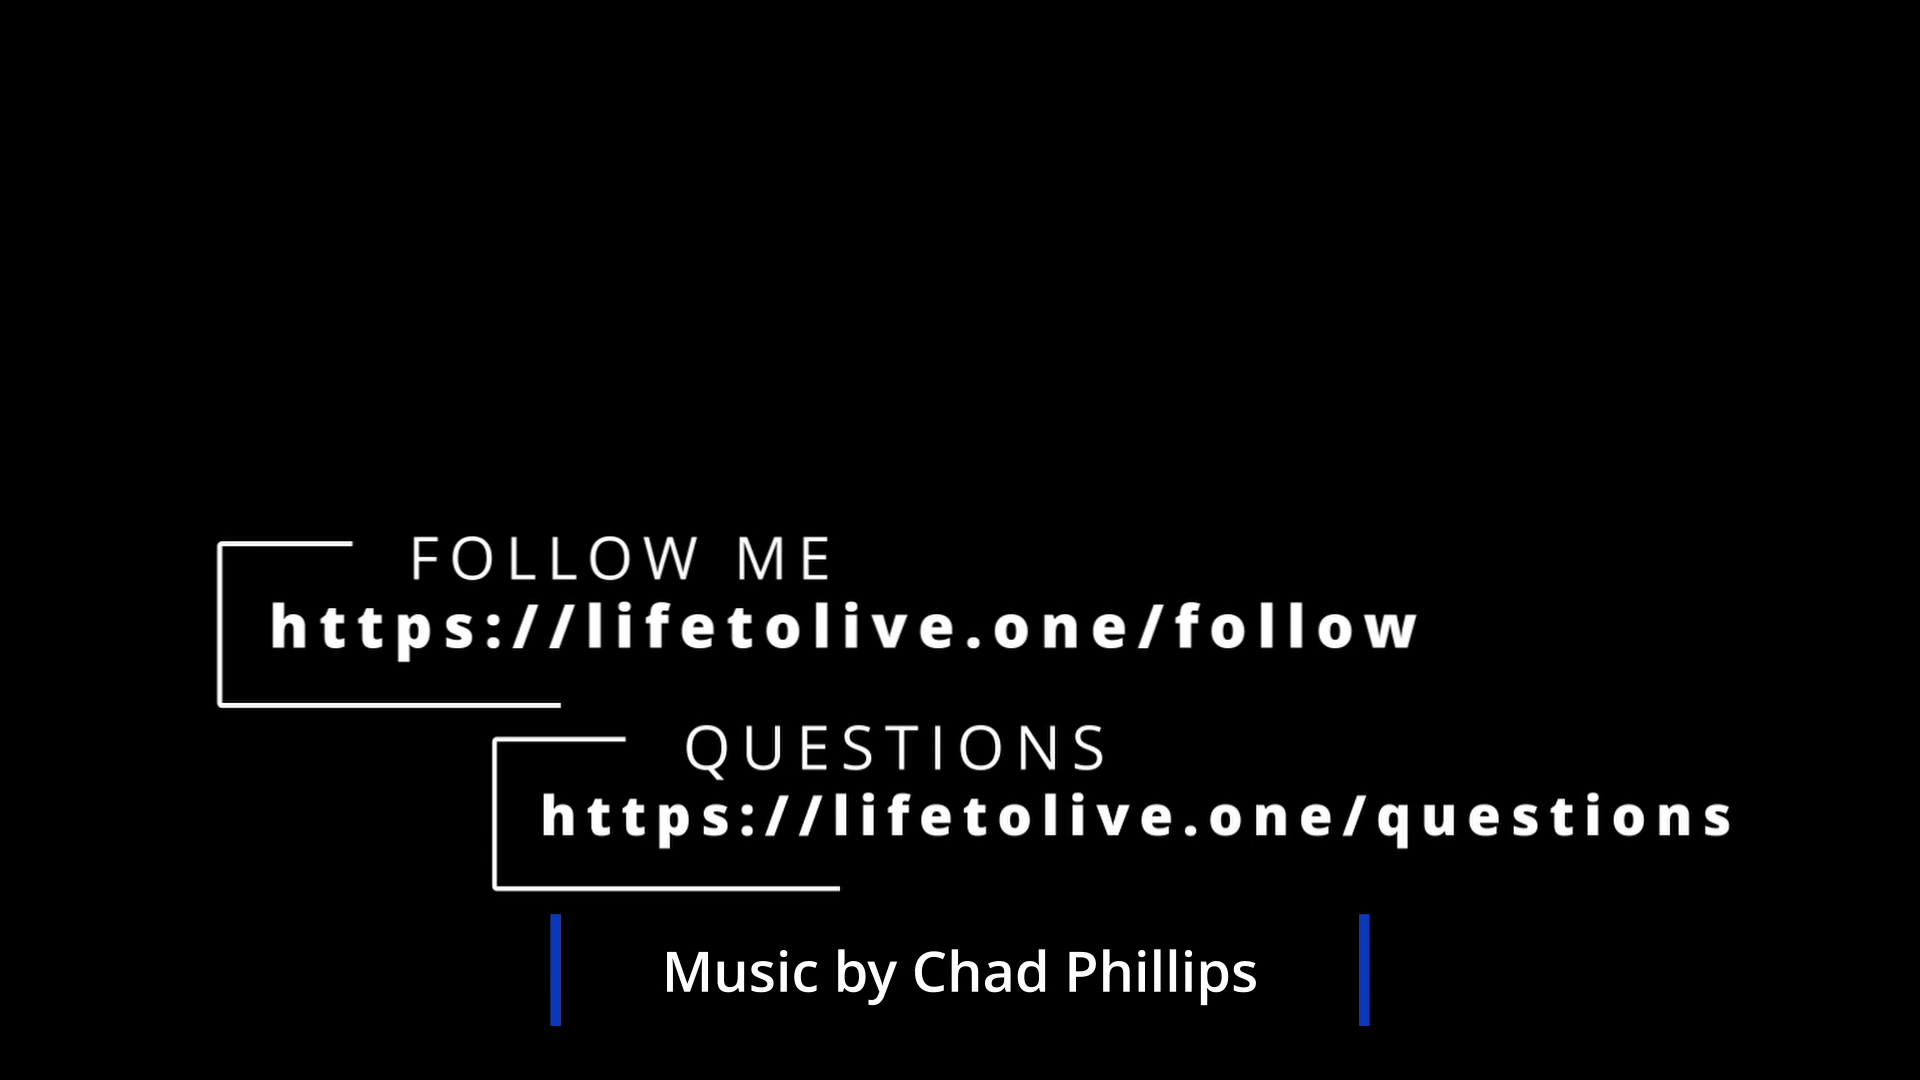 FOLLOW ME
https://lifetolive.one/follow
QUESTIONS
https://lifetolive.one/questions
Music by Chad Phillips